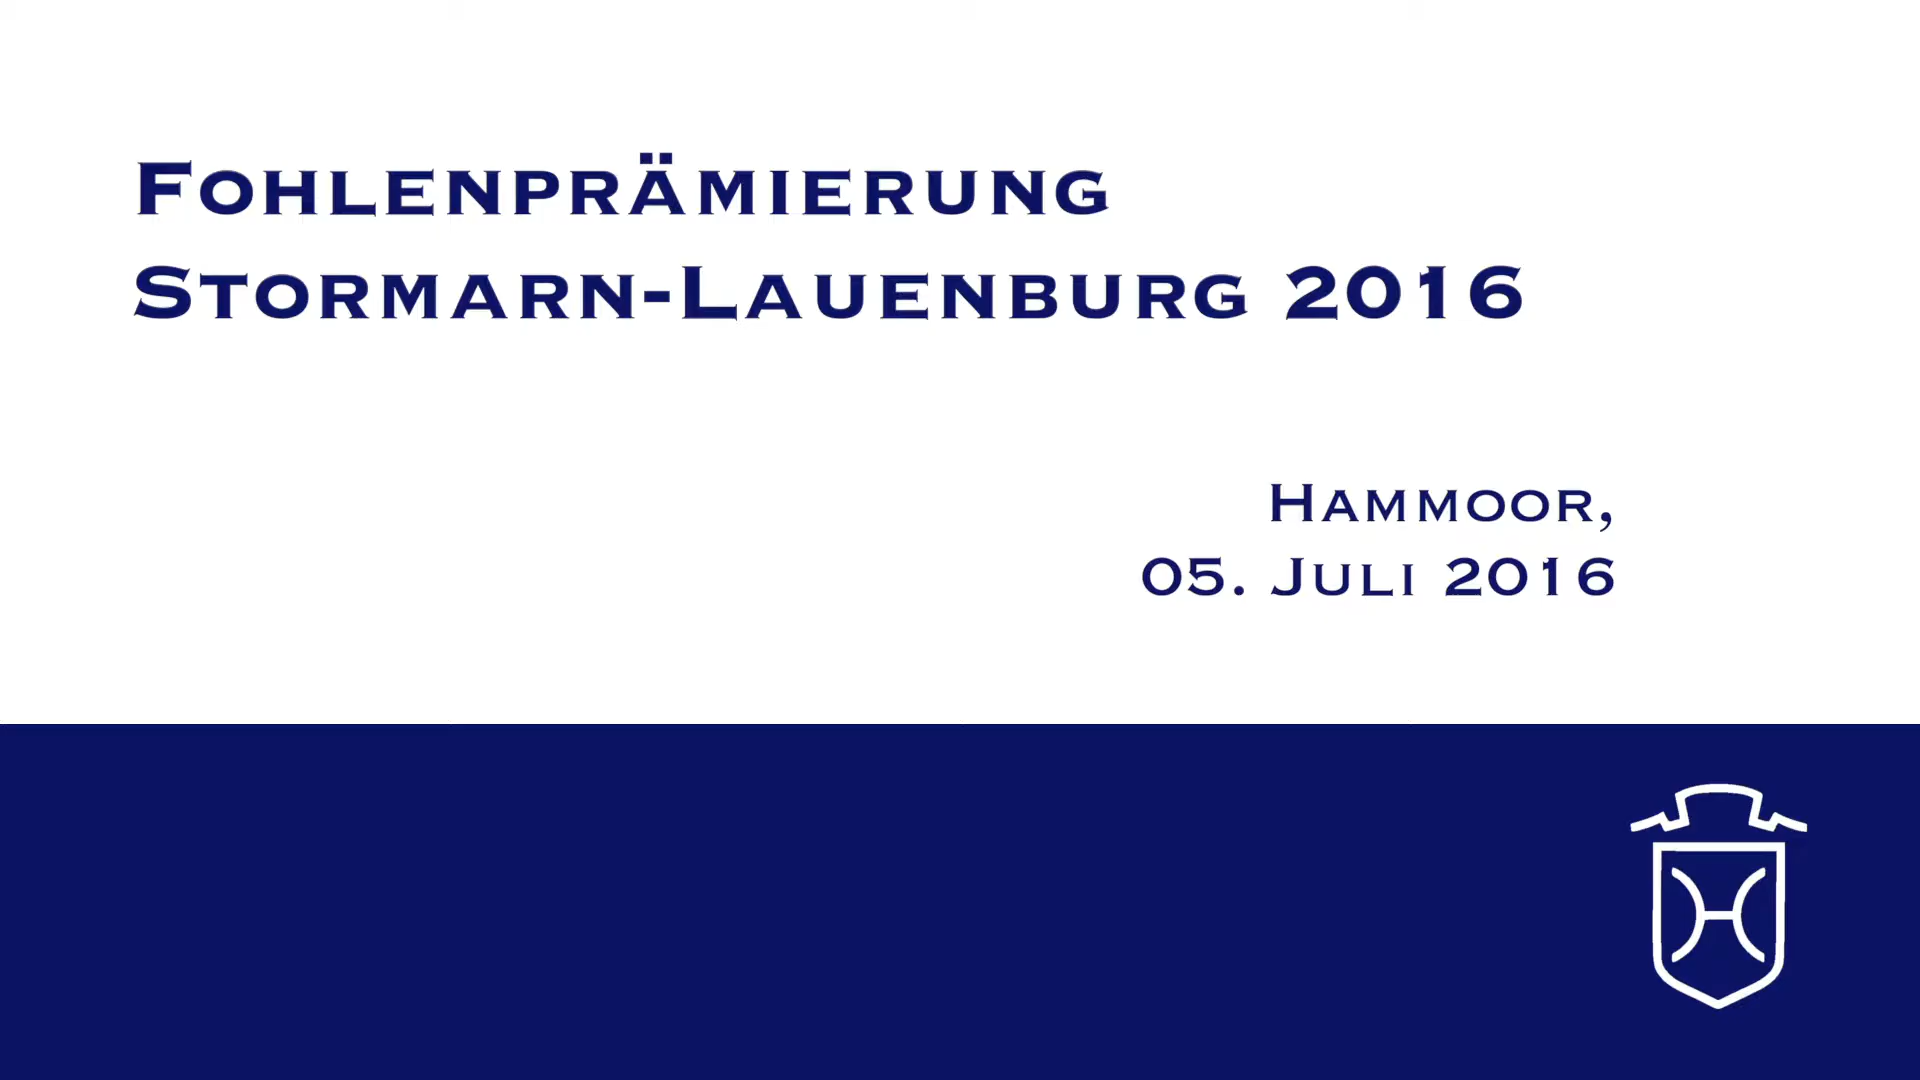 Fohlenprämierung
Stormarn-Lauenburg 2016
Hammoor,
05. Juli 2016